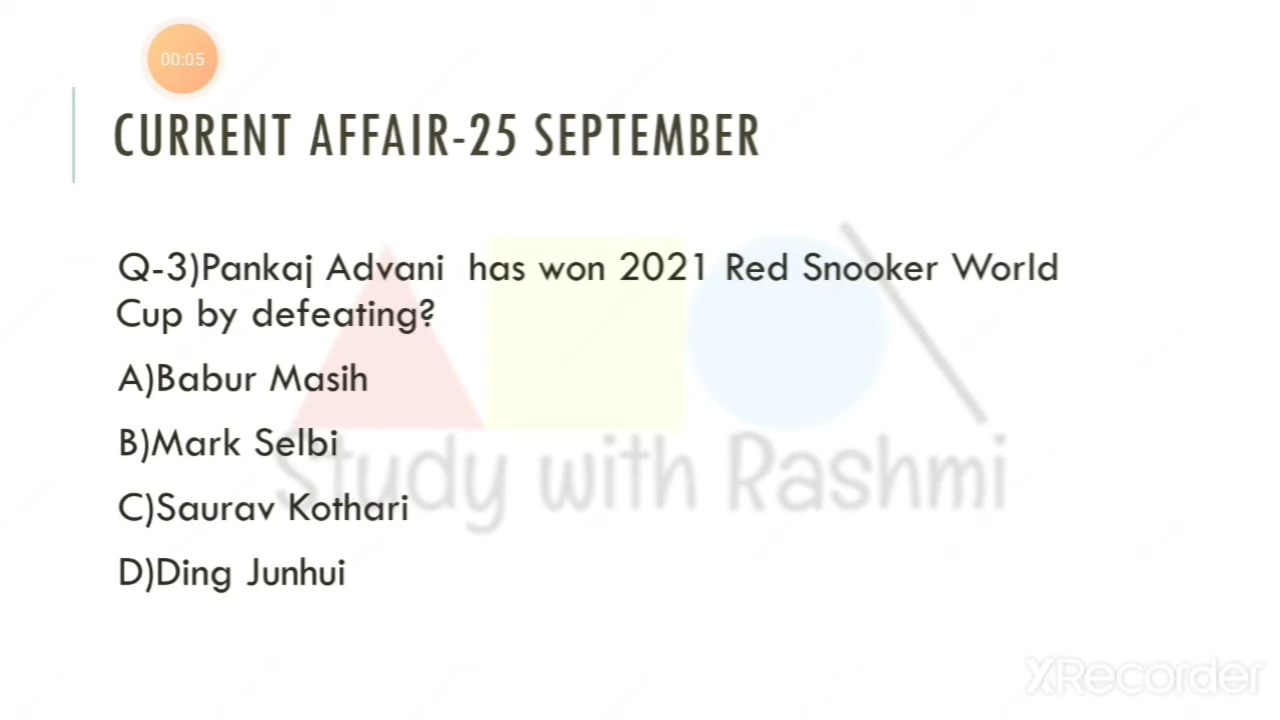 00:05
CURRENT AFFAIR-25 SEPTEMBER
Q-3)Pankaj Advani has won 2021 Red Snooker World
Cup by defeating?
A)Babur Masih
B)Mark Selbi
C)Saurav Kothari
D)Ding Junhui
Study with Rashmi
XRecorder